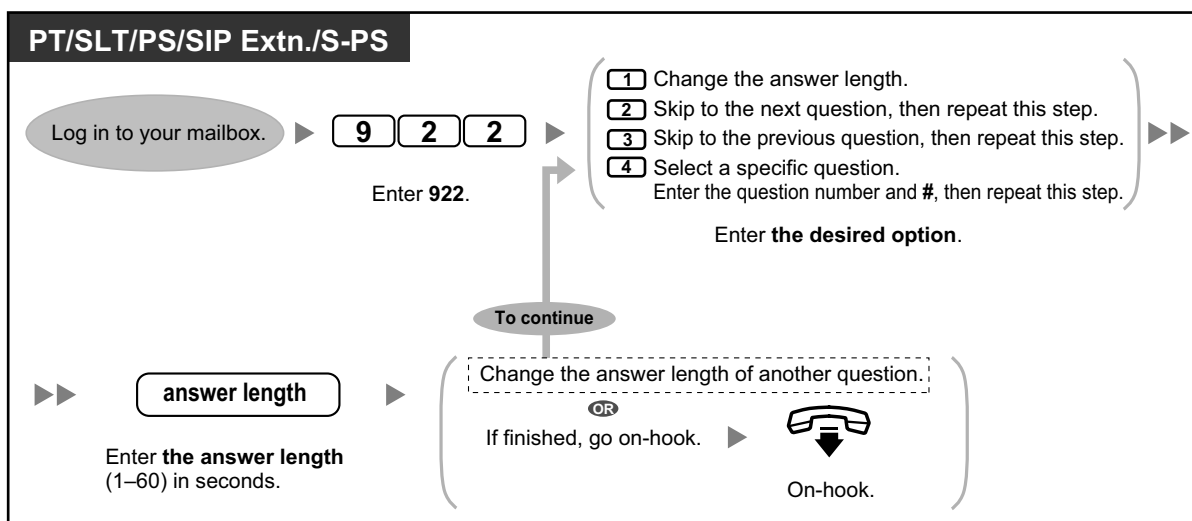 PT/SLT/PS/SIP Extn./S-PS
Log in to your mailbox.
9 2 2
Enter 922.
1 Change the answer length.
2 Skip to the next question, then repeat this step.
3 Skip to the previous question, then repeat this step.
4 Select a specific question.
Enter the question number and #, then repeat this step.
Enter the desired option.
To continue
answer length
Enter the answer length
(1–60) in seconds.
Change the answer length of another question.
OR
If finished, go on-hook.
On-hook.